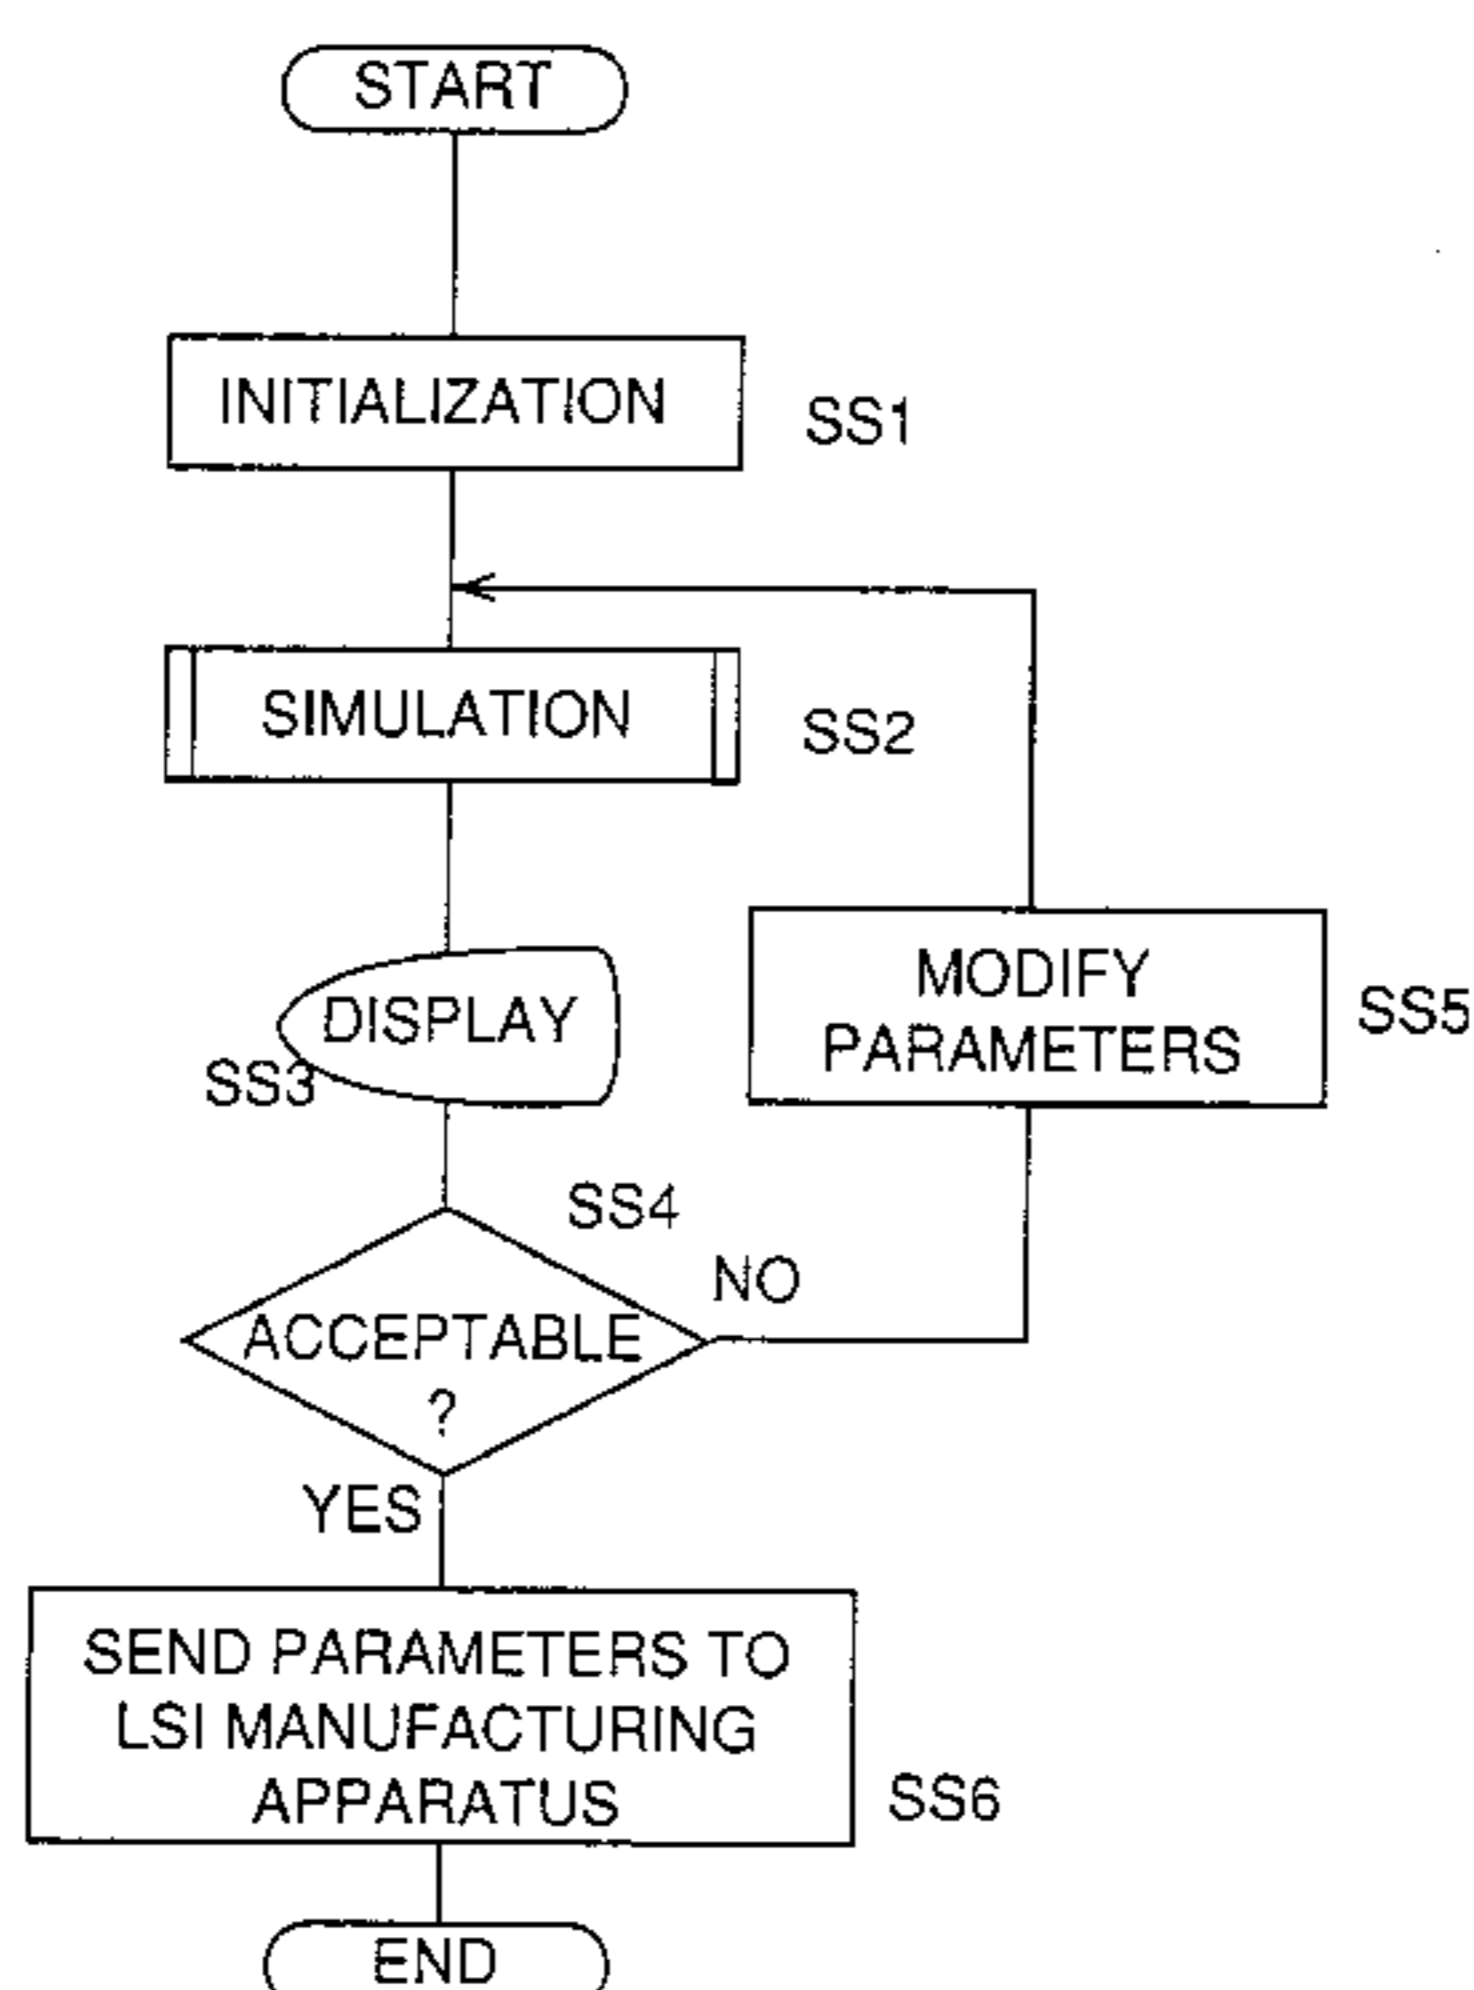 START
INITIALIZATION
SS1
SIMULATION
SS2
DISPLAY
SS3
MODIFY
PARAMETERS
SS5
SS4
ACCEPTABLE
?
NO
YES
SEND PARAMETERS TO
LSI MANUFACTURING
APPARATUS
SS6
END